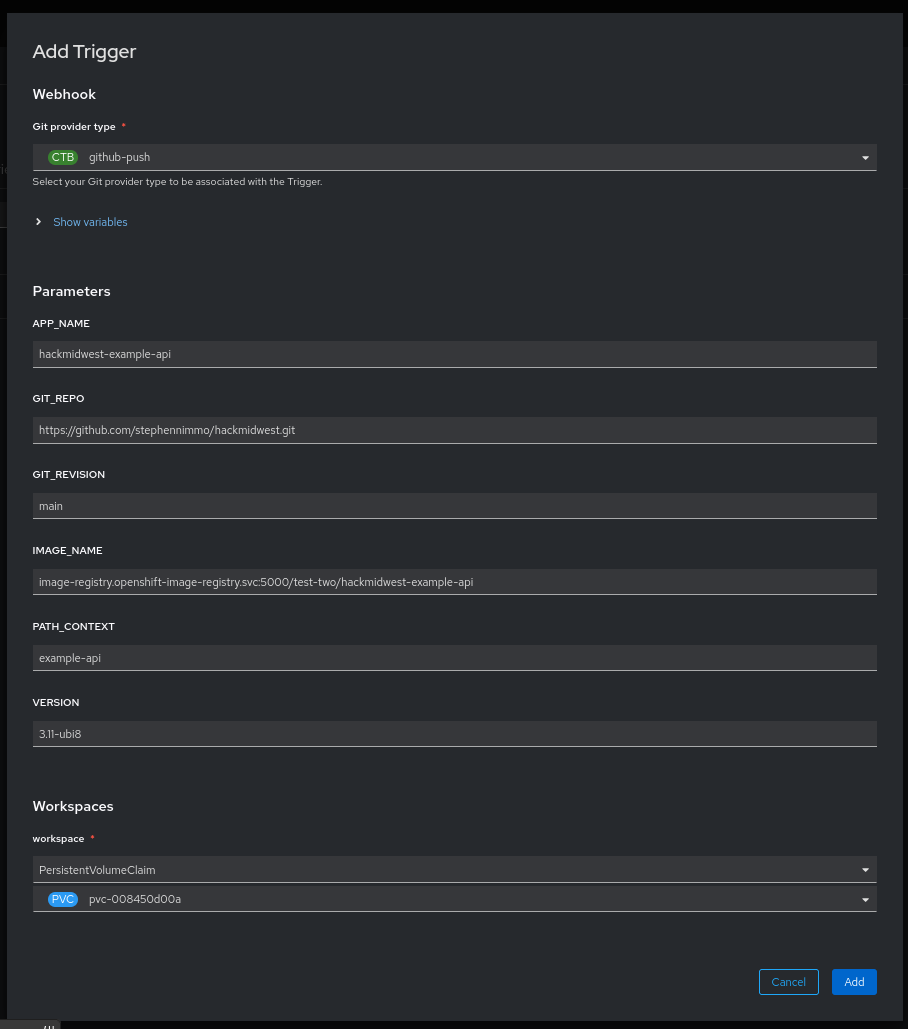 Add Trigger
Webhook
Git provider type *
CTB github-push
Select your Git provider type to be associated with the Trigger.
Show variables
Parameters
APP_NAME
hackmidwest-example-api
GIT_REPO
https://github.com/stephennimmo/hackmidwest.git
GIT_REVISION
main
IMAGE_NAME
image-registry.openshift-image-registry.svc:5000/test-two/hackmidwest-example-api
PATH_CONTEXT
example-api
VERSION
3.11-ubi8
Workspaces
workspace *
PersistentVolumeClaim
PVC pvc-008450d00a
Cancel Add